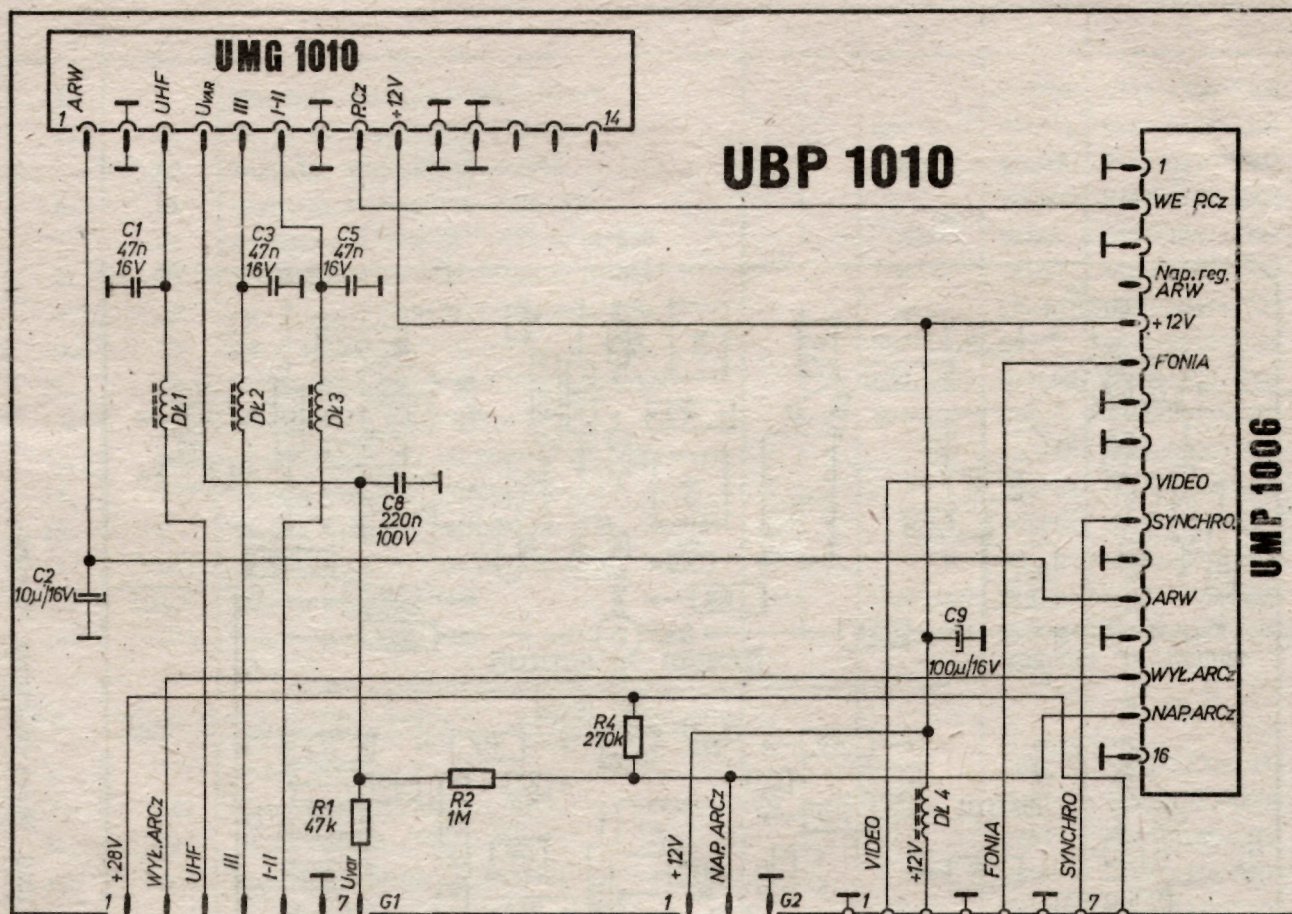 UMG 1010
1
ARW
UHF
UVAR
III
I-II
P.Cz
+12V
14
UBP 1010
1
WE P.Cz
Nap. reg.
ARW
+12V
FONIA
VIDEO
SYNCHRO.
ARW
WYŁ.ARCz
NAP.ARCz
16
UMP 1006
C1
47n
16V
C3
47n
16V
C5
47n
16V
DŁ1
DŁ2
DŁ3
C8
220n
100V
C2
10µ/16V
C9
100µ/16V
R4
270k
R2
1M
R1
47k
DŁ4
+28V
WYŁ.ARCz
UHF
III
I-II
Uvar
1
7
G1
+12V
NAP. ARCz
1
G2
VIDEO
+12V
FONIA
SYNCHRO
1
7